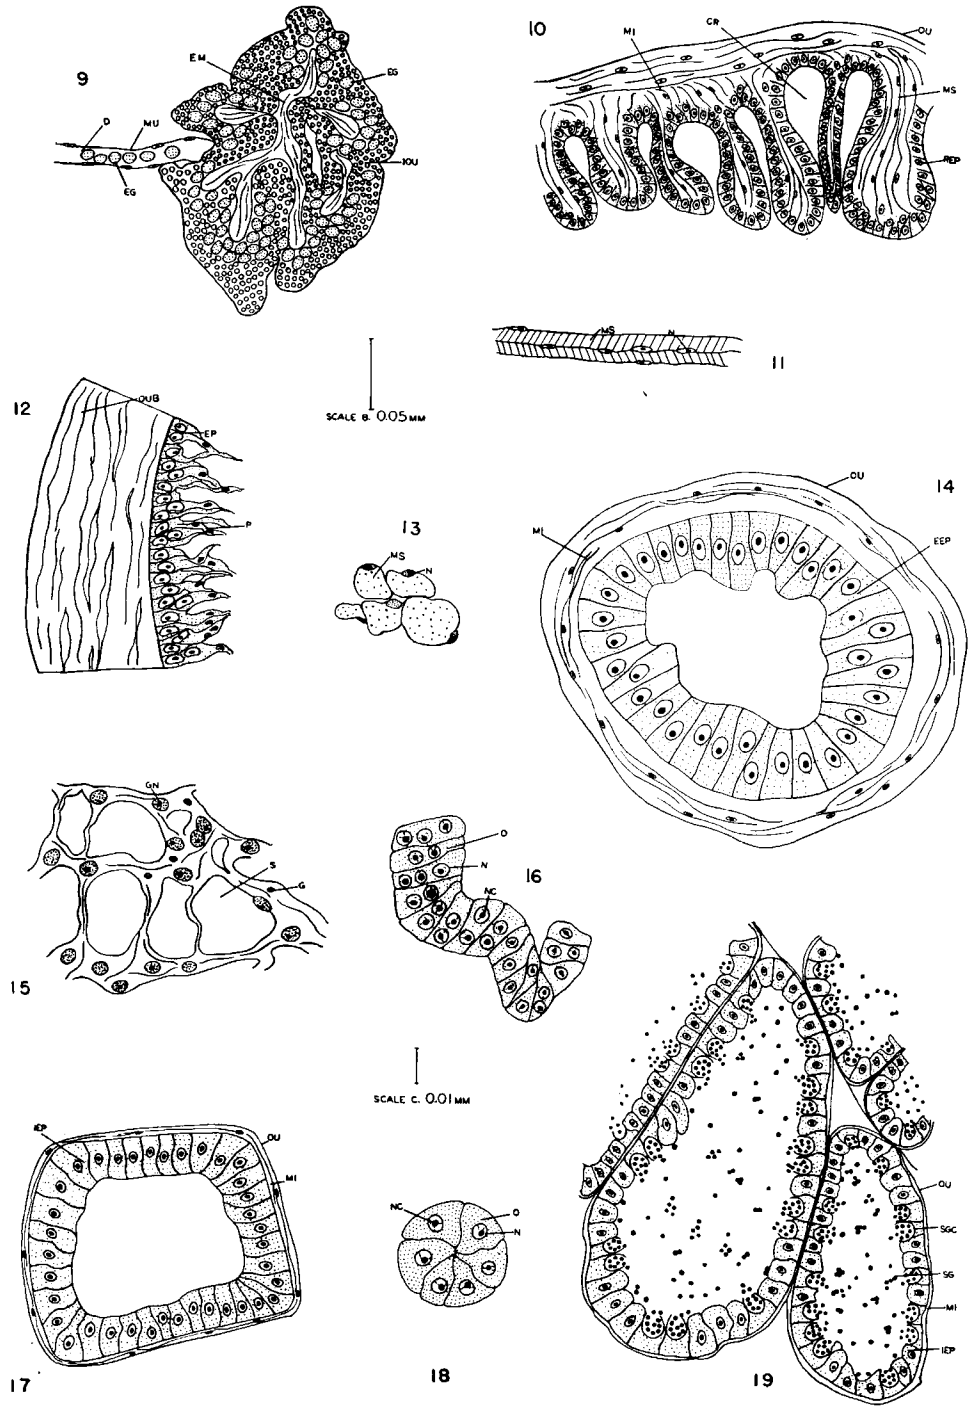 9
EM
EG
D
MU
EG
IOU
10
MI
CR
OU
MS
REP
MS
N
11
SCALE B. 0.05 MM
12
OUB
EP
P
13
MS
N
14
OU
MI
EEP
15
GN
S
G
16
O
N
NC
SCALE C. 0.01 MM
17
IEP
OU
MI
18
NC
O
N
19
OU
SGC
SG
MI
IEP